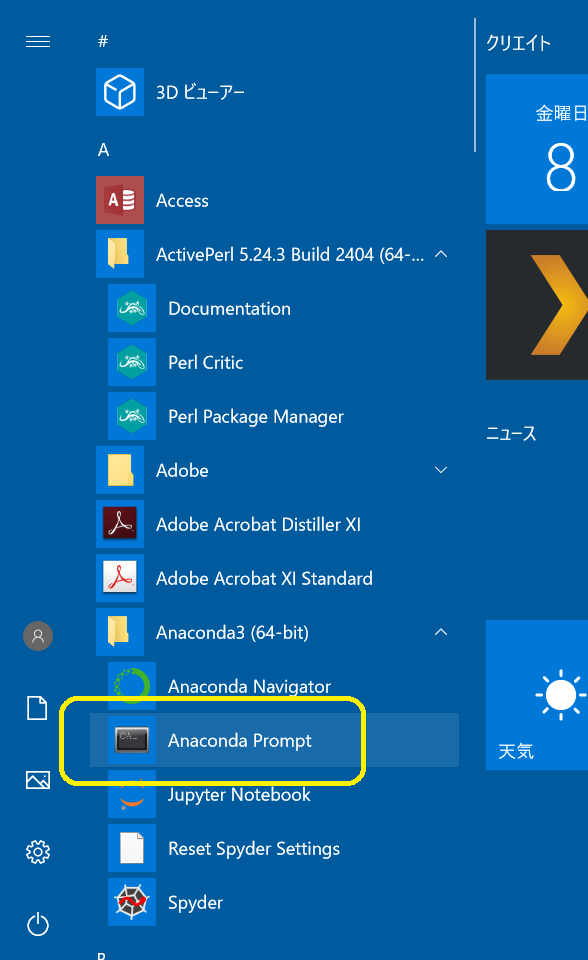 #
3D ビューアー
A
Access
ActivePerl 5.24.3 Build 2404 (64-...
Documentation
Perl Critic
Perl Package Manager
Adobe
Adobe Acrobat Distiller XI
Adobe Acrobat XI Standard
Anaconda3 (64-bit)
Anaconda Navigator
Anaconda Prompt
Jupyter Notebook
Reset Spyder Settings
Spyder
クリエイト
金曜日
8
ニュース
天気